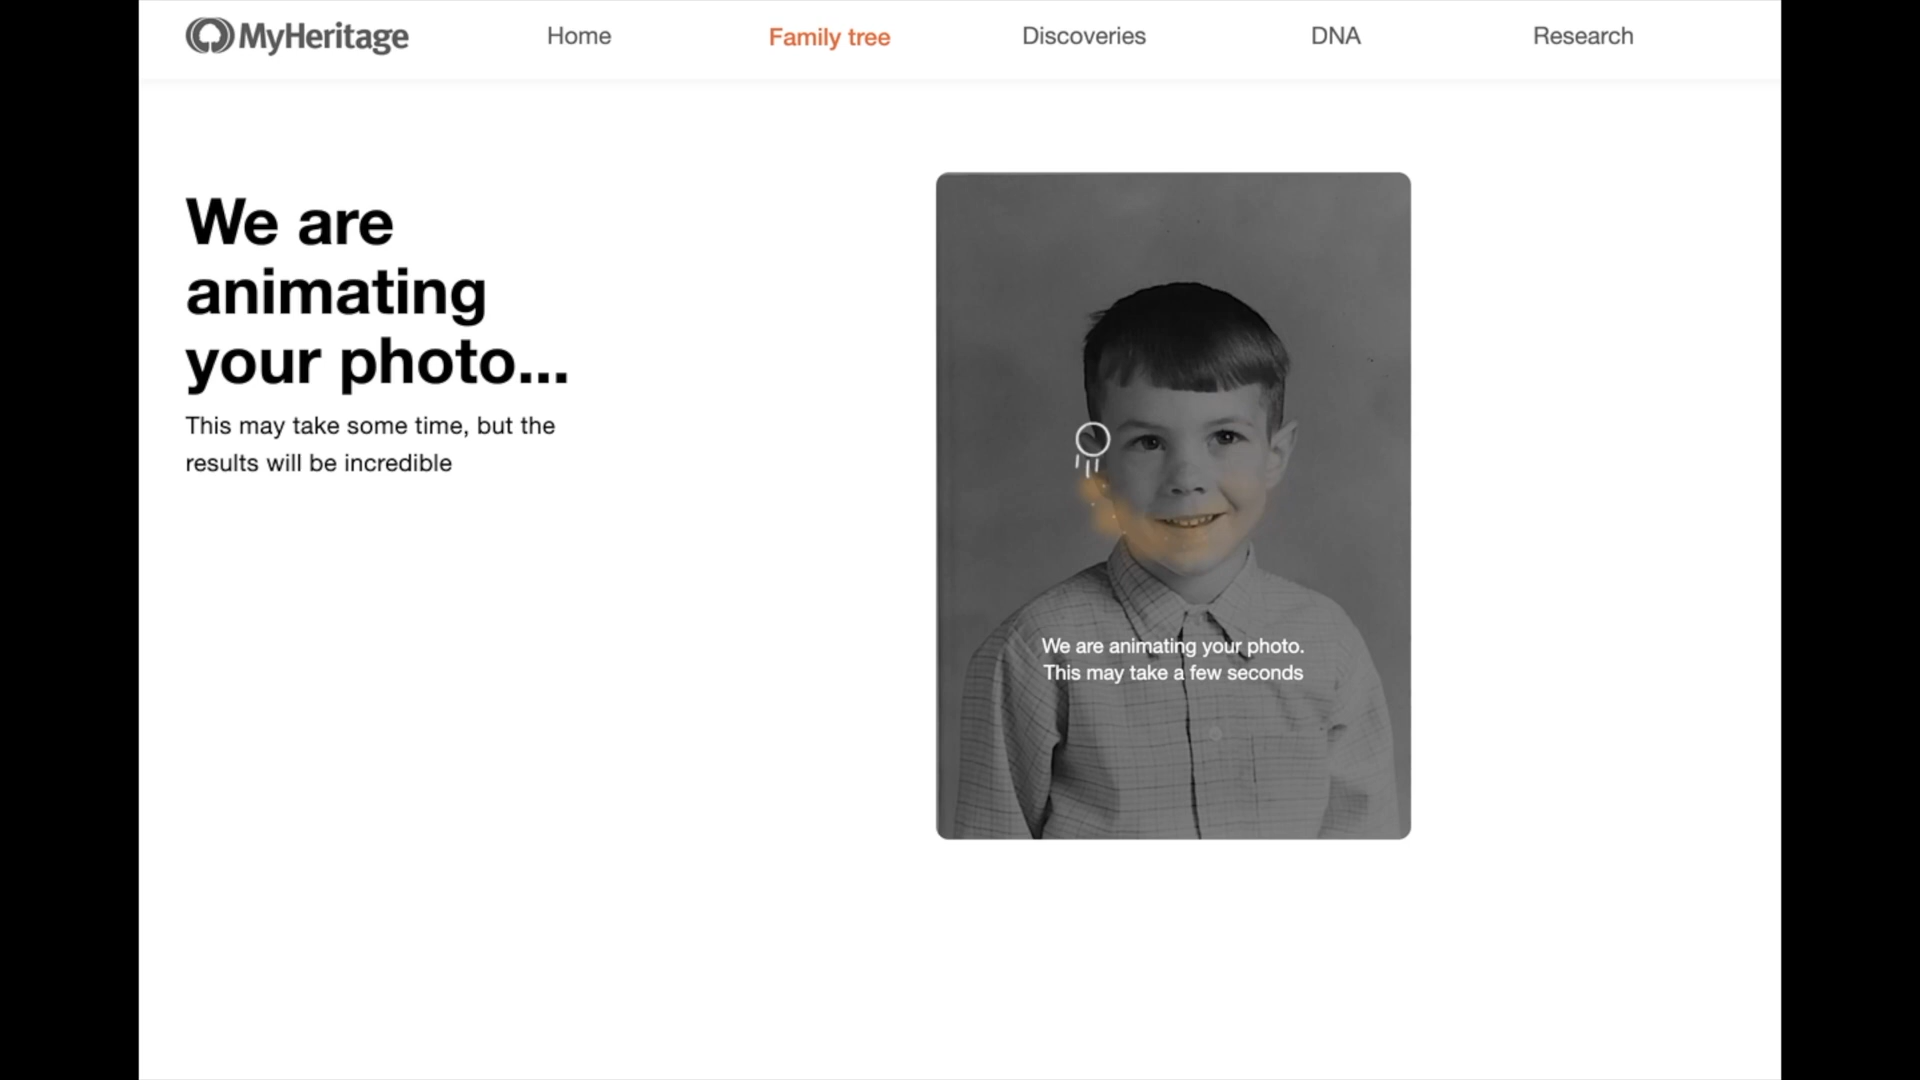 MyHeritage Home Family tree Discoveries DNA Research
We are
animating
your photo...
This may take some time, but the
results will be incredible
We are animating your photo.
This may take a few seconds